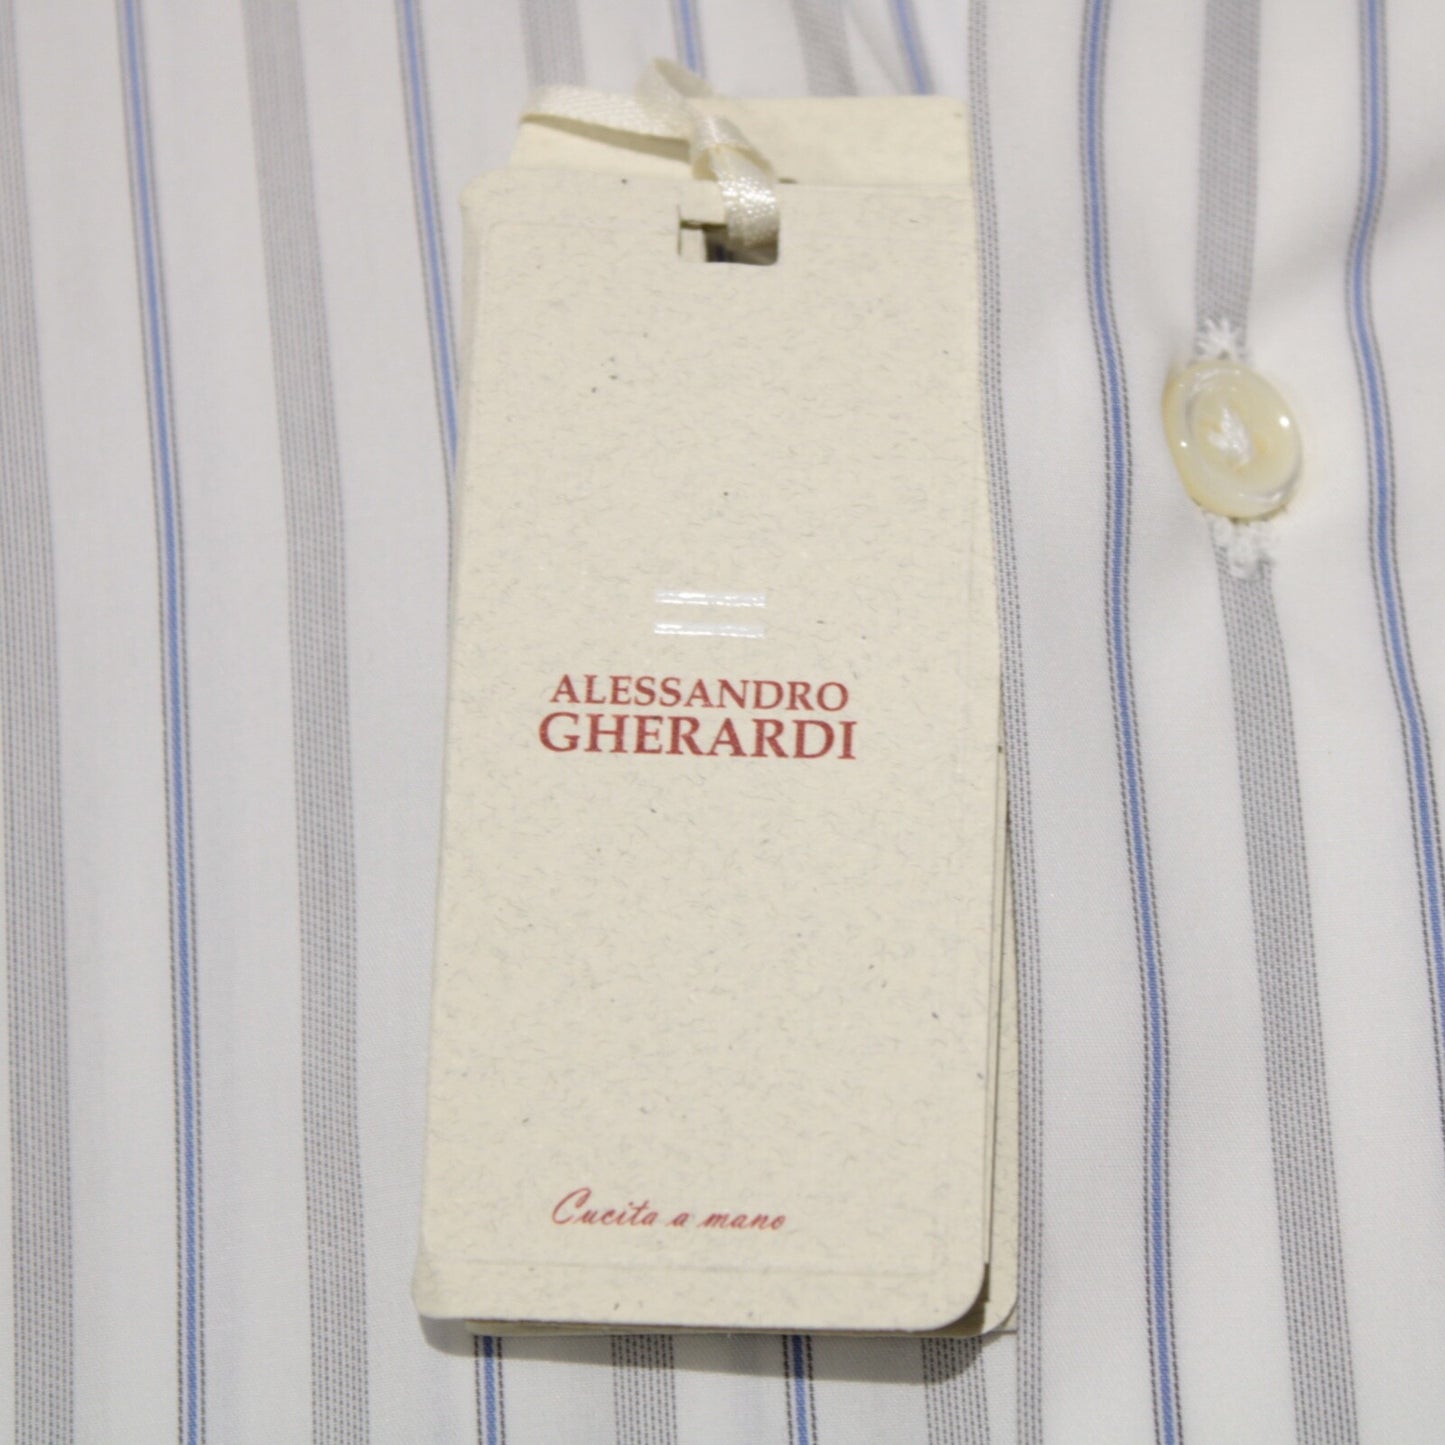 ALESSANDRO
GHERARDI
Cucita a mano